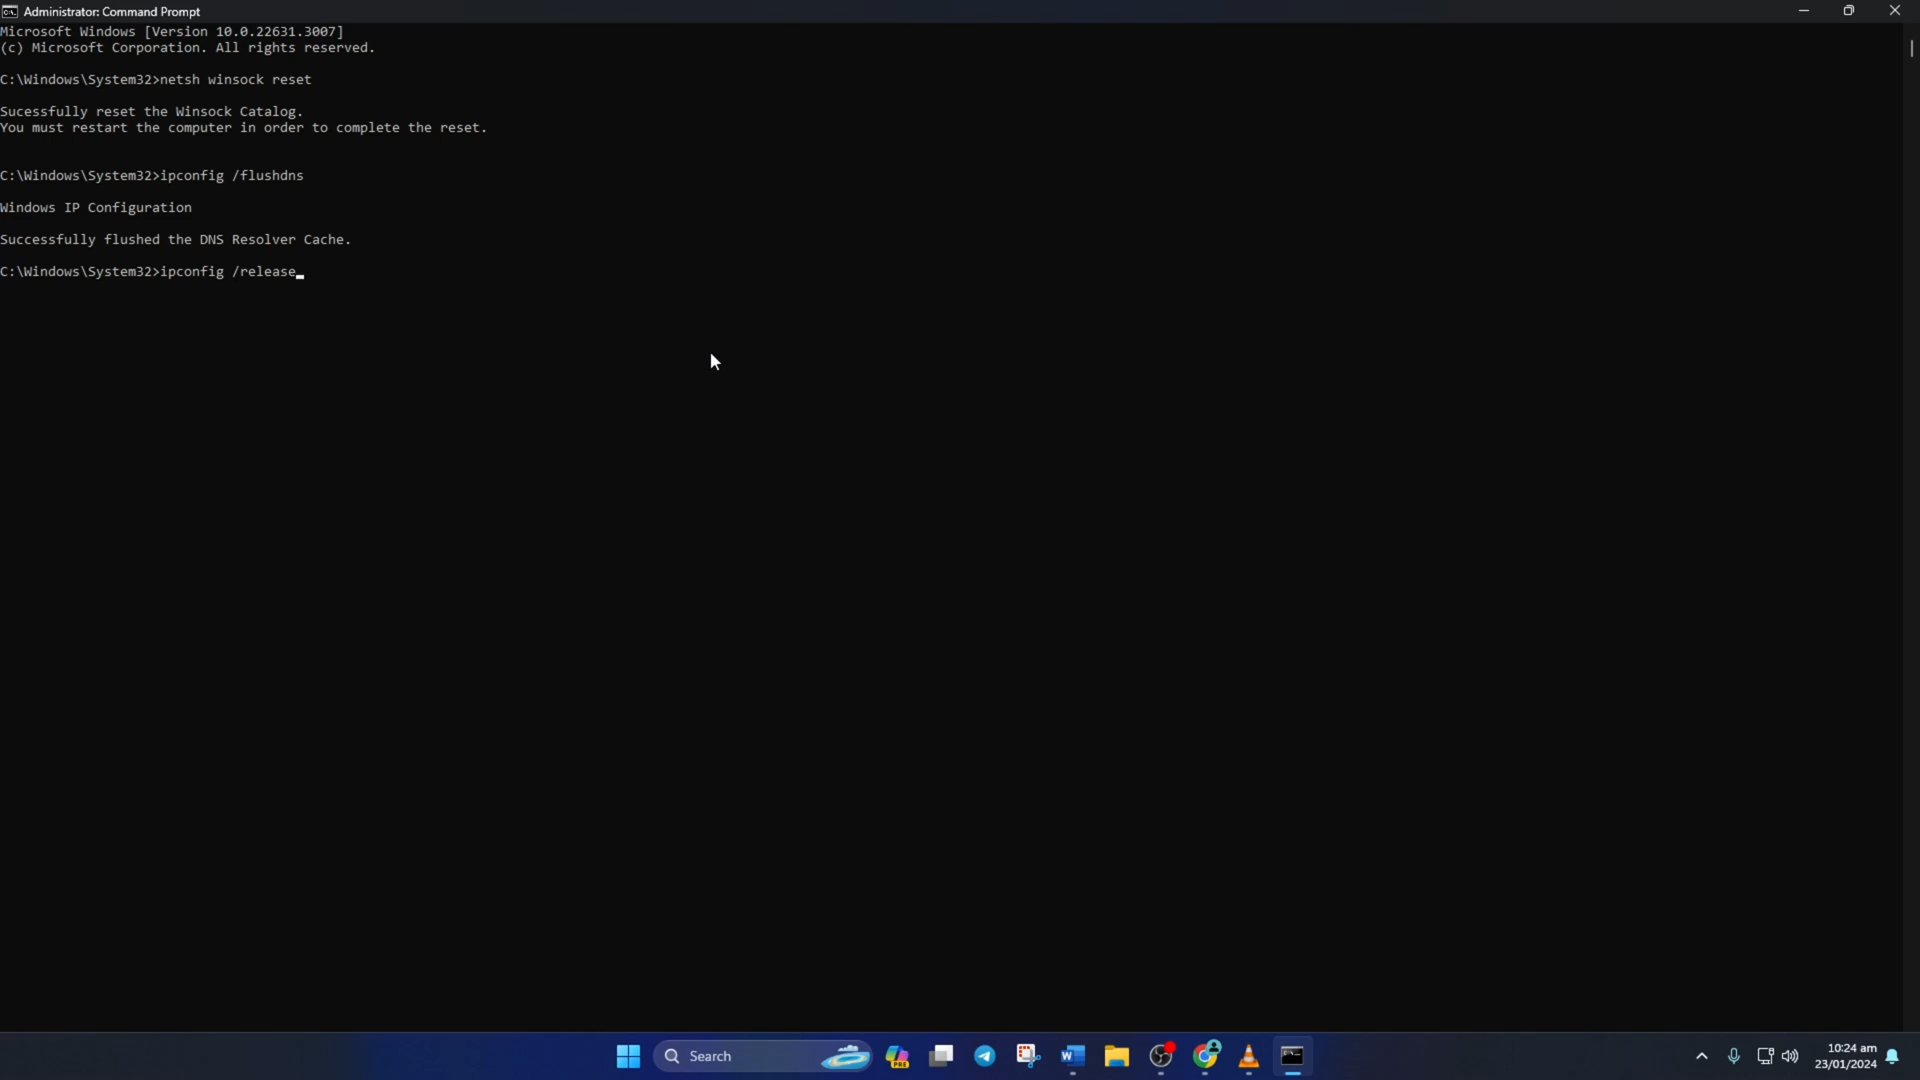 Administrator: Command Prompt
Microsoft Windows [Version 10.0.22631.3007]
(c) Microsoft Corporation. All rights reserved.
C:\Windows\System32>netsh winsock reset
Sucessfully reset the Winsock Catalog.
You must restart the computer in order to complete the reset.
C:\Windows\System32>ipconfig /flushdns
Windows IP Configuration
Successfully flushed the DNS Resolver Cache.
C:\Windows\System32>ipconfig /release_
Search
PRE
10:24 am
23/01/2024